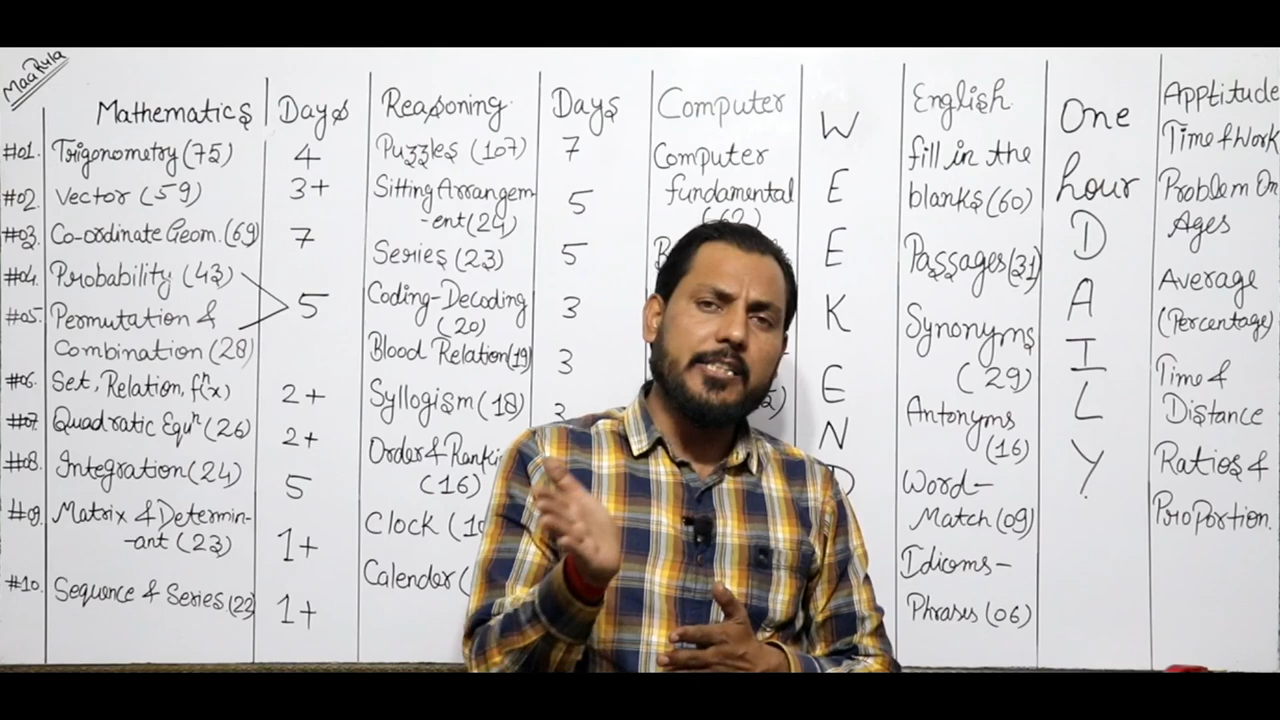 MaaRula
Mathematics
#01. Trigonometry (75)
#02. Vector (59)
#03. Co-ordinate Geom. (69)
#04. Probability (43)
#05. Permutation &
Combination (28)
#06. Set, Relation, fⁿ(x)
#07. Quadratic Equⁿ (26)
#08. Integration (24)
#09. Matrix & Determin-
-ant (23)
#10. Sequence & Series (22)
Days
4
3+
7
5
2+
2+
5
1+
1+
Reasoning
Puzzles (107)
Sitting Arrangem-
-ent (24)
Series (23)
Coding-Decoding
(20)
Blood Relation (19)
Syllogism (18)
Order &
(16)
Clock
Calender
Days
7
5
5
3
3
Computer
Computer
fundamental
WEEKEN
English
fill in the
blanks (60)
Passages (31)
Synonyms
(29)
Antonyms
(16)
Word-
Match (09)
Idioms-
Phrases (06)
One
hour
DAILY
Apptitude
Time & Work
Problem On
Ages
Average
(Percentage)
Time &
Distance
Ratios &
Proportion.